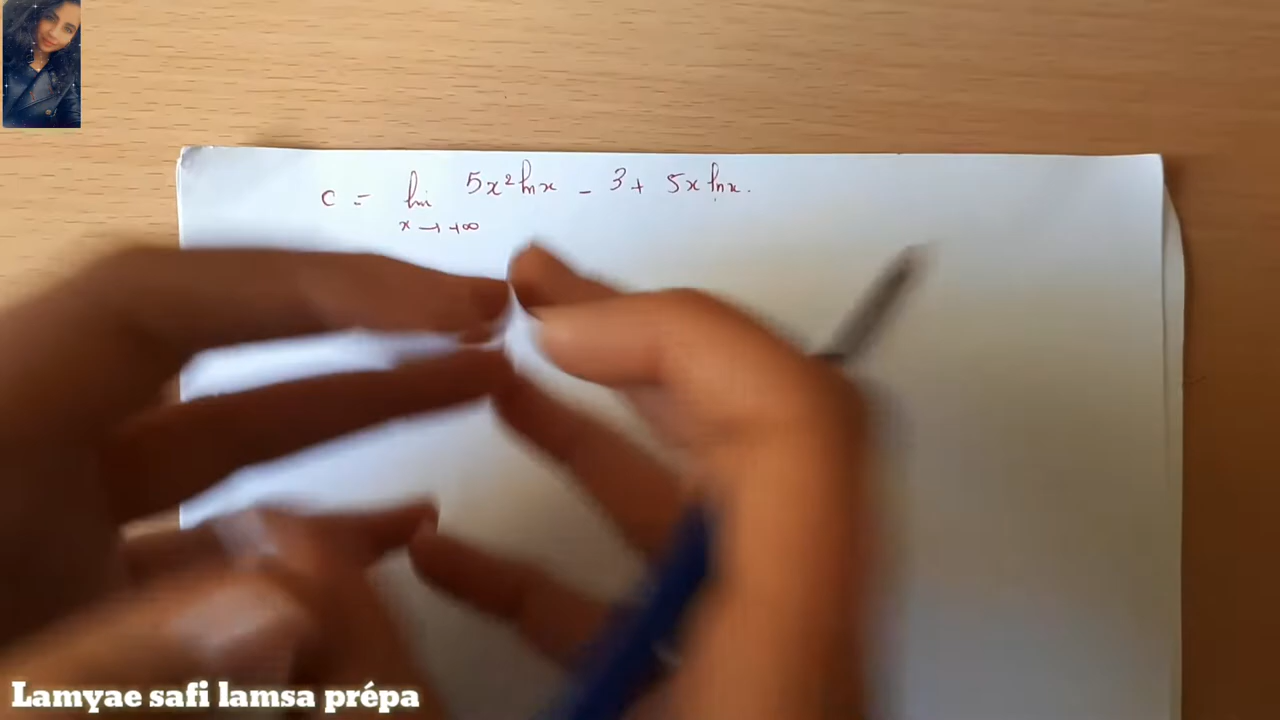 C = lim 5x²lnx - 3 + 5x lnx.
x → +∞
Lamyae safi lamsa prépa